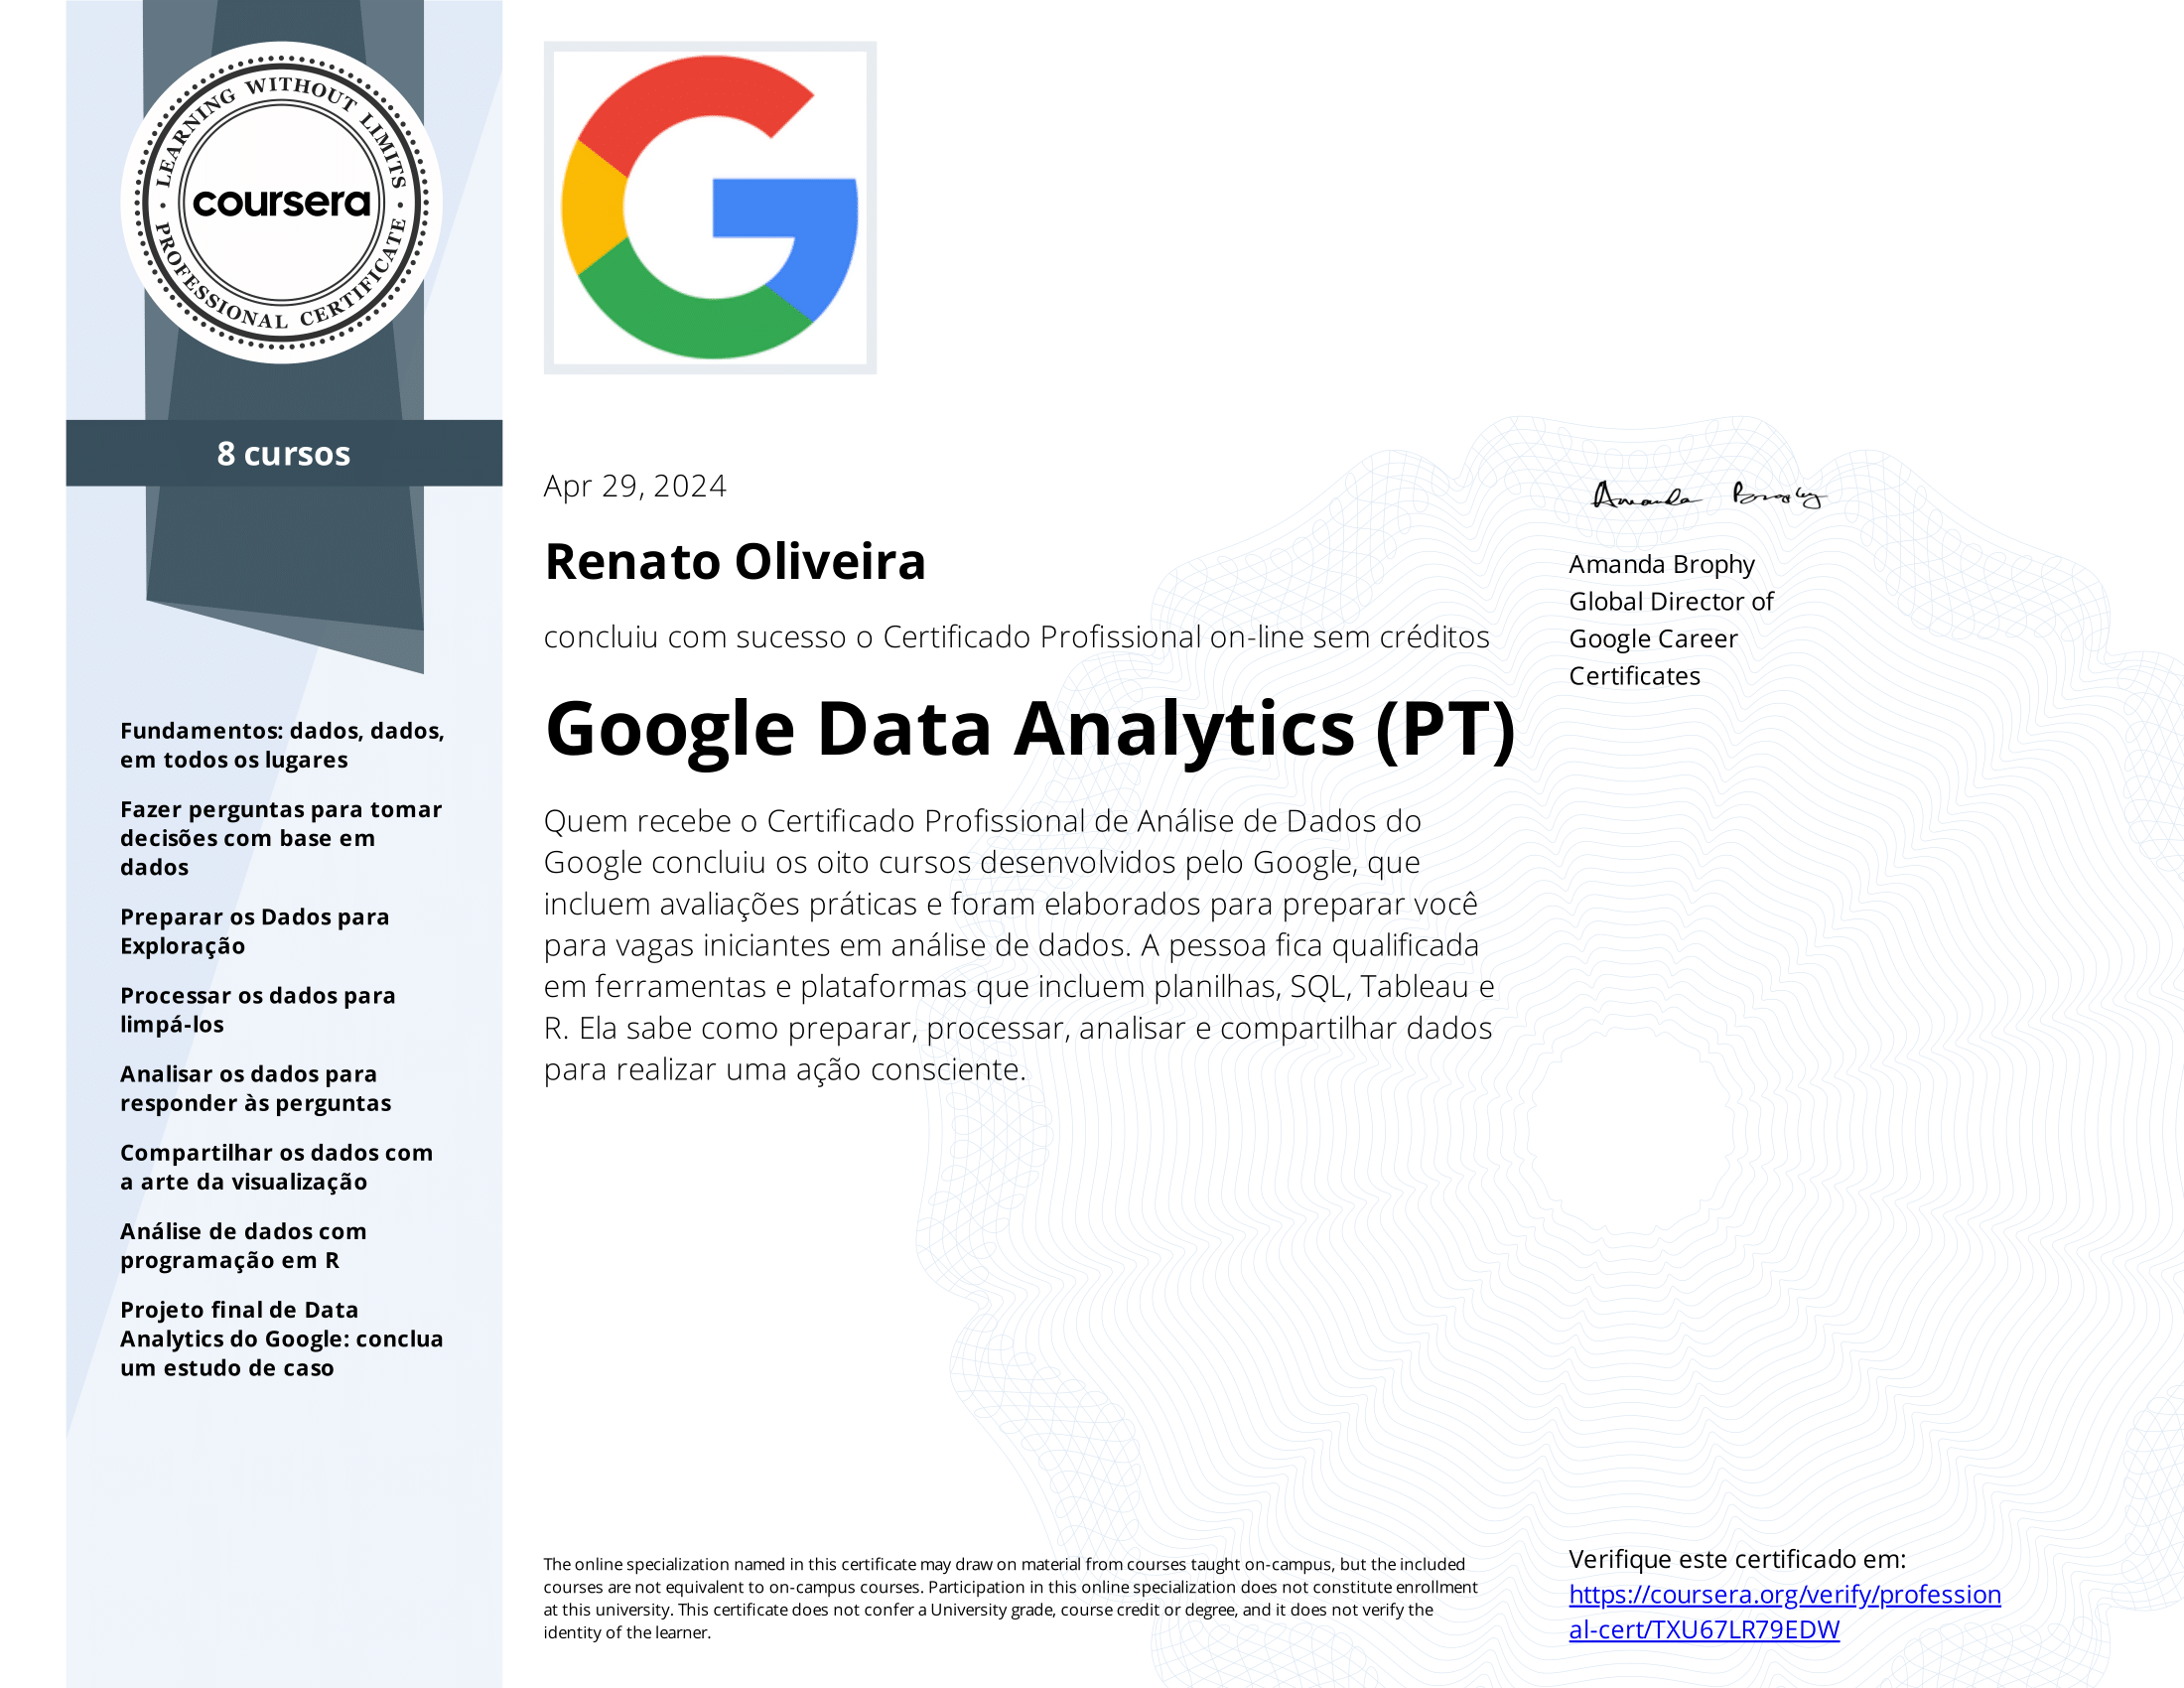 LEARNING WITHOUT LIMITS
coursera
PROFESSIONAL CERTIFICATE
8 cursos
Fundamentos: dados, dados,
em todos os lugares
Fazer perguntas para tomar
decisões com base em
dados
Preparar os Dados para
Exploração
Processar os dados para
limpá-los
Analisar os dados para
responder às perguntas
Compartilhar os dados com
a arte da visualização
Análise de dados com
programação em R
Projeto final de Data
Analytics do Google: conclua
um estudo de caso
Apr 29, 2024
Renato Oliveira
concluiu com sucesso o Certificado Profissional on-line sem créditos
Google Data Analytics (PT)
Quem recebe o Certificado Profissional de Análise de Dados do
Google concluiu os oito cursos desenvolvidos pelo Google, que
incluem avaliações práticas e foram elaborados para preparar você
para vagas iniciantes em análise de dados. A pessoa fica qualificada
em ferramentas e plataformas que incluem planilhas, SQL, Tableau e
R. Ela sabe como preparar, processar, analisar e compartilhar dados
para realizar uma ação consciente.
Amanda Brophy
Amanda Brophy
Global Director of
Google Career
Certificates
The online specialization named in this certificate may draw on material from courses taught on-campus, but the included
courses are not equivalent to on-campus courses. Participation in this online specialization does not constitute enrollment
at this university. This certificate does not confer a University grade, course credit or degree, and it does not verify the
identity of the learner.
Verifique este certificado em:
https://coursera.org/verify/profession
al-cert/TXU67LR79EDW